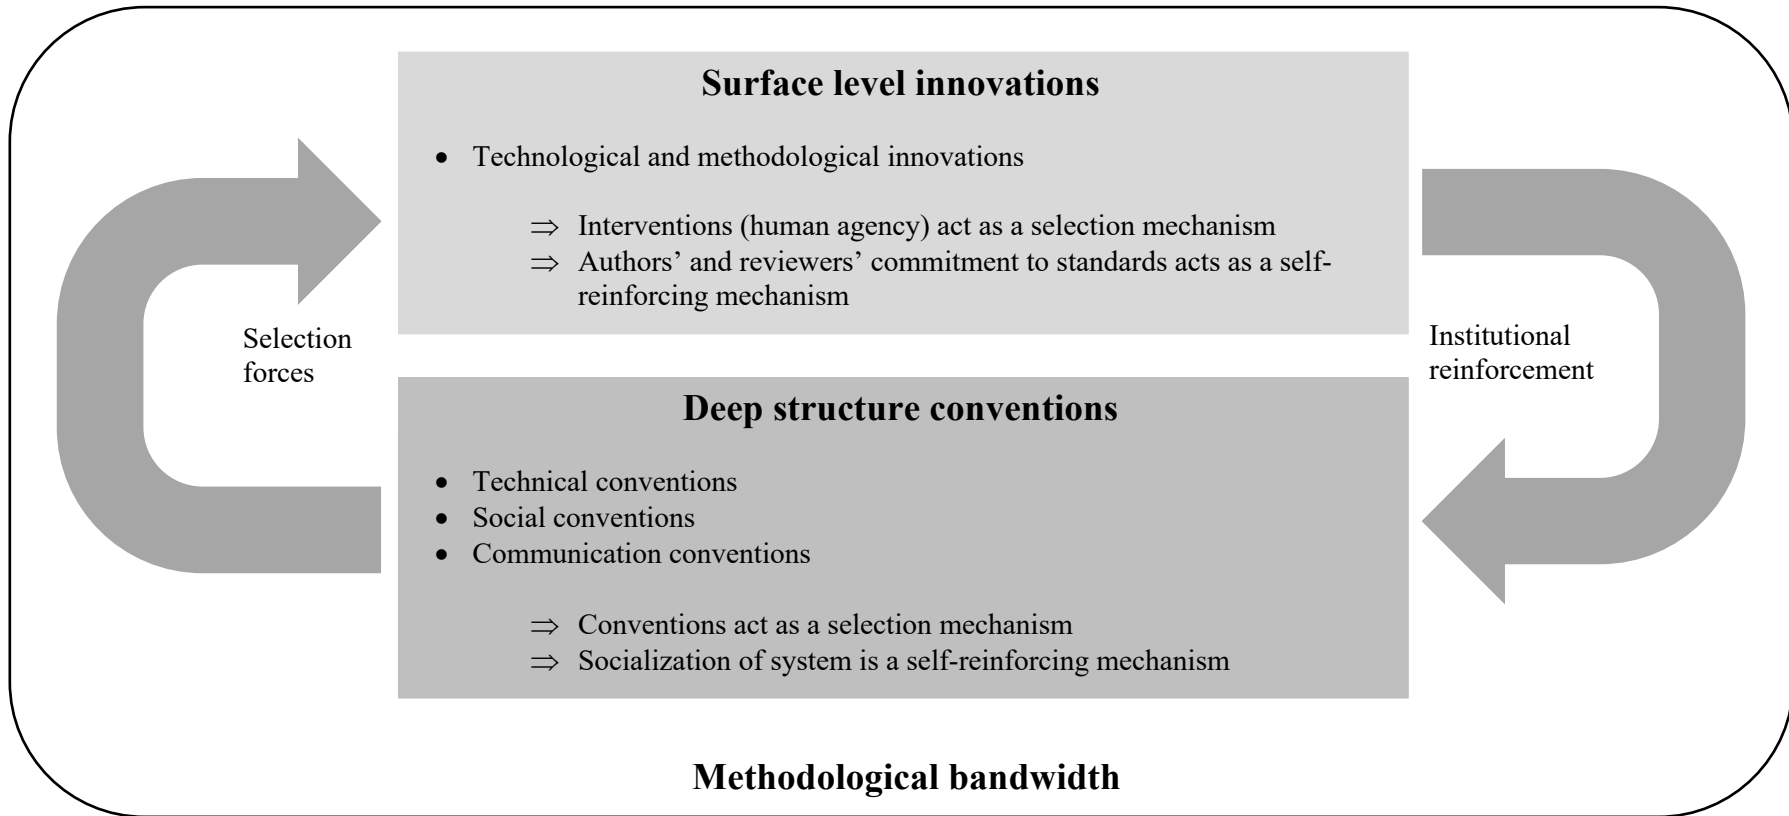 Surface level innovations
• Technological and methodological innovations
⇒ Interventions (human agency) act as a selection mechanism
⇒ Authors’ and reviewers’ commitment to standards acts as a self-
reinforcing mechanism
Selection
forces
Institutional
reinforcement
Deep structure conventions
• Technical conventions
• Social conventions
• Communication conventions
⇒ Conventions act as a selection mechanism
⇒ Socialization of system is a self-reinforcing mechanism
Methodological bandwidth